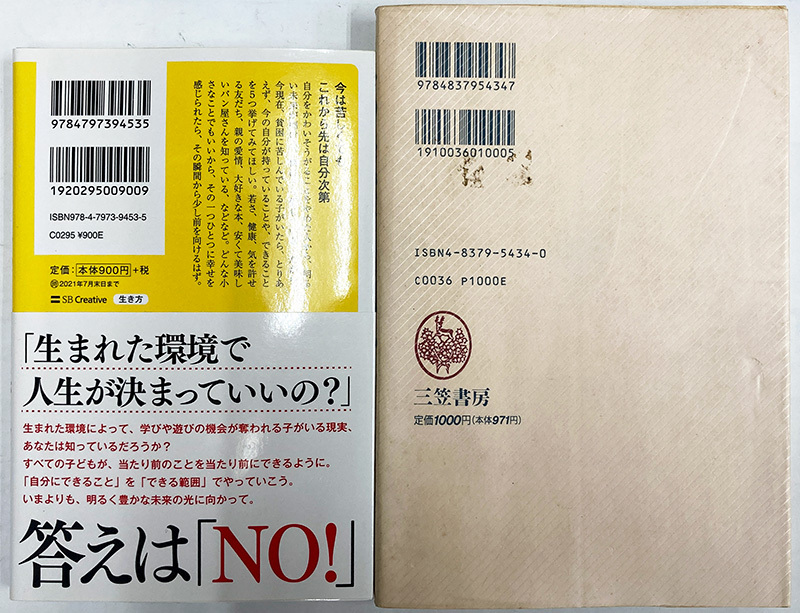 9784797394535
1920295009009
ISBN978-4-7973-9453-5
C0295 ¥900E
定価：本体900円+税
2021年7月末日まで
SB Creative
生き方
これから先は自分次第
今現在、貧困に苦しんでいる子がいたら、とりあ
えず、今の自分が持っていることや、できること
を5つ挙げてみてほしい。若さ、健康、気を許せ
る友だち、親の愛情、大好きな本、安くて美味し
いパン屋さんを知っている、などなど。どんな小
さなことでもいいから、その一つひとつに幸せを
感じられたら、その瞬間から少し前を向けるはず。
「生まれた環境で
人生が決まっていいの？」
生まれた環境によって、学びや遊びの機会が奪われる子がいる現実、
あなたは知っているだろうか？
すべての子どもが、当たり前のことを当たり前にできるように。
「自分にできること」を「できる範囲」でやっていこう。
いまよりも、明るく豊かな未来の光に向かって。
答えは「NO!」
9784837954347
1910036010005
ISBN4-8379-5434-0
C0036 P1000E
三笠書房
定価1000円(本体971円)